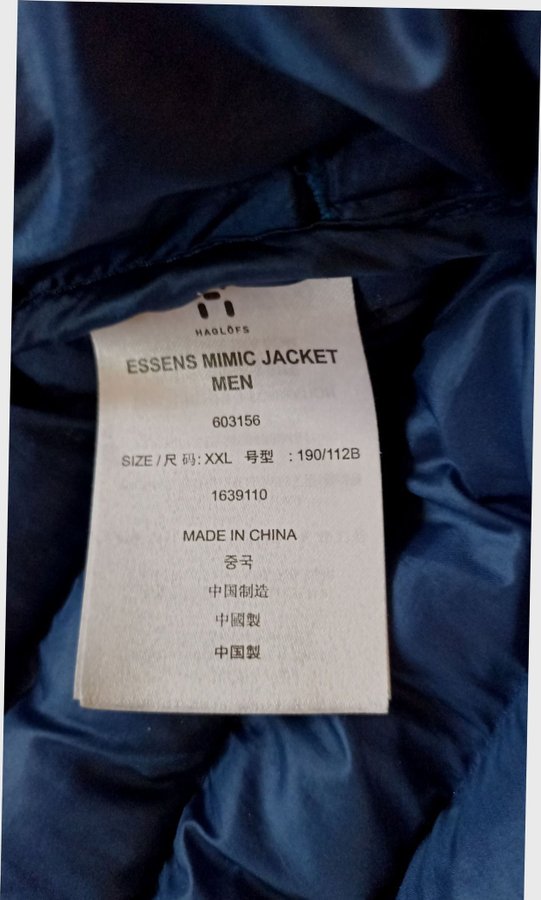 HAGLÖFS
ESSENS MIMIC JACKET
MEN
603156
SIZE / 尺 码: XXL 号型 : 190/112B
1639110
MADE IN CHINA
중국
中国制造
中國製
中国製